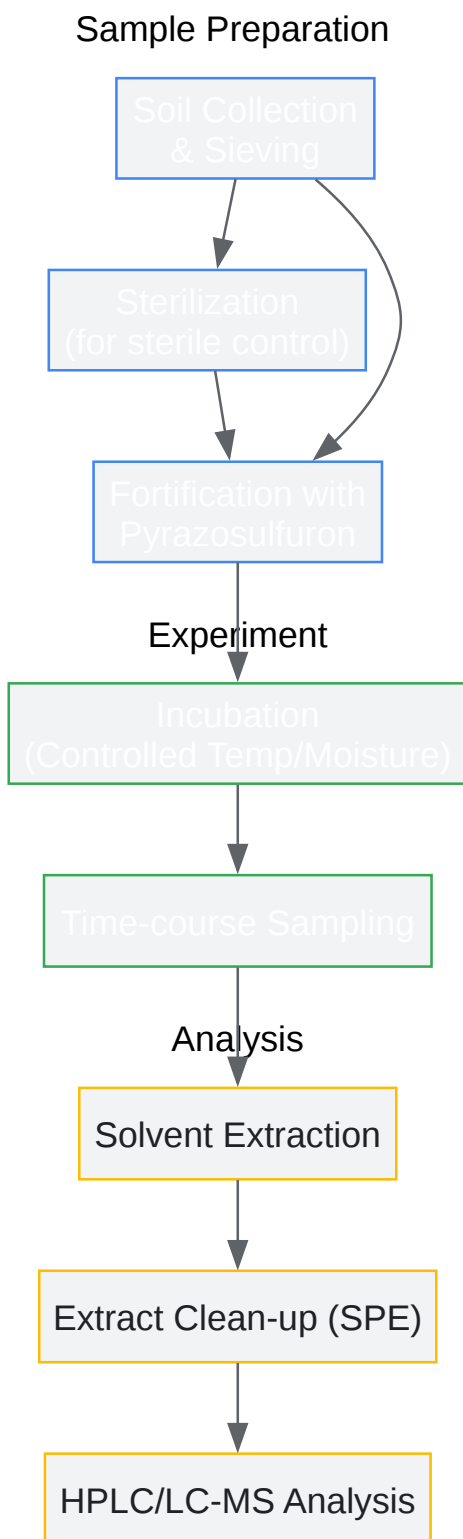 Sample Preparation
Soil Collection
& Sieving
Sterilization
(for sterile control)
Fortification with
Pyrazosulfuron
Experiment
Incubation
(Controlled Temp/Moisture)
Time-course Sampling
Analysis
Solvent Extraction
Extract Clean-up (SPE)
HPLC/LC-MS Analysis